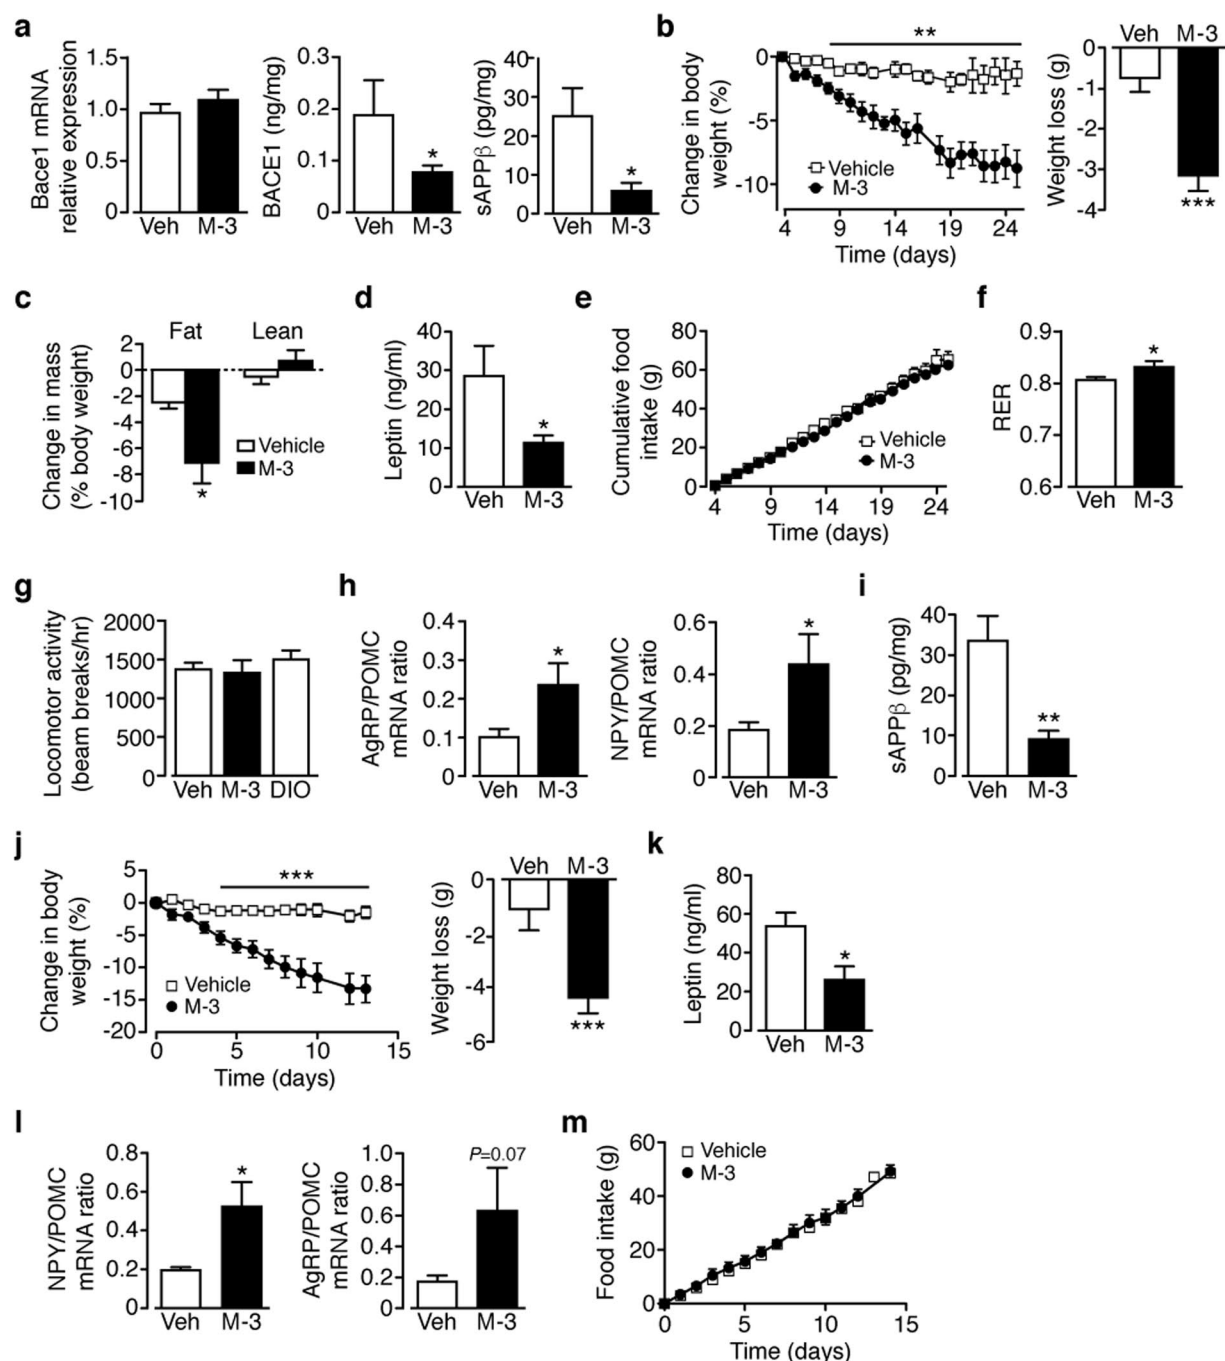 a
Bace1 mRNA
relative expression
1.5
1.0
0.5
0
Veh M-3
BACE1 (ng/mg)
0.3
0.2
0.1
0
*
Veh M-3
sAPPβ (pg/mg)
40
30
20
10
0
*
Veh M-3
b
Change in body
weight (%)
0
-5
-10
**
Vehicle
M-3
4 9 14 19 24
Time (days)
Veh M-3
Weight loss (g)
0
-1
-2
-3
-4
***
c
Change in mass
(% body weight)
Fat Lean
2
0
-2
-4
-6
-8
-10
Vehicle
M-3
*
d
Leptin (ng/ml)
40
30
20
10
0
*
Veh M-3
e
Cumulative food
intake (g)
80
60
40
20
0
Vehicle
M-3
4 9 14 19 24
Time (days)
f
RER
0.9
0.8
0.7
0.6
*
Veh M-3
g
Locomotor activity
(beam breaks/hr)
2000
1500
1000
500
0
Veh M-3 DIO
h
AgRP/POMC
mRNA ratio
0.4
0.3
0.2
0.1
0
*
Veh M-3
NPY/POMC
mRNA ratio
0.6
0.4
0.2
0
*
Veh M-3
i
sAPPβ (pg/mg)
40
30
20
10
0
**
Veh M-3
j
Change in body
weight (%)
5
0
-5
-10
-15
-20
***
Vehicle
M-3
0 5 10 15
Time (days)
Veh M-3
Weight loss (g)
0
-2
-4
-6
***
k
Leptin (ng/ml)
80
60
40
20
0
*
Veh M-3
l
NPY/POMC
mRNA ratio
0.8
0.6
0.4
0.2
0
*
Veh M-3
AgRP/POMC
mRNA ratio
1.0
0.8
0.6
0.4
0.2
0
P=0.07
Veh M-3
m
Food intake (g)
60
40
20
0
Vehicle
M-3
0 5 10 15
Time (days)